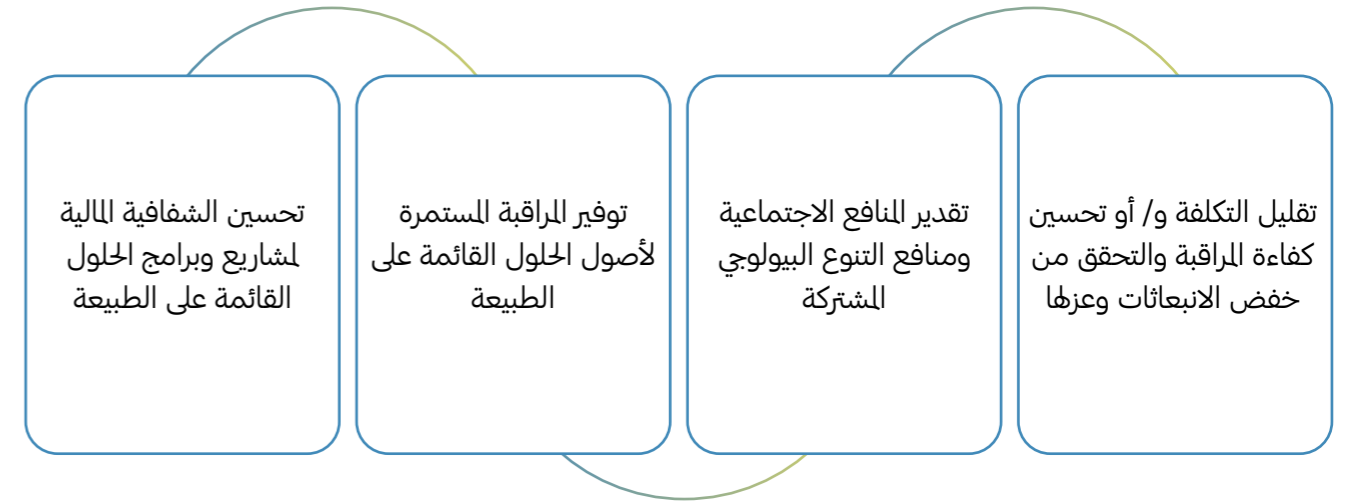 تقليل التكلفة و/ أو تحسين
كفاءة المراقبة والتحقق من
خفض الانبعاثات وعزها
تقدير المنافع الاجتماعية
ومنافع التنوع البيولوجي
المشتركة
توفير المراقبة المستمرة
لأصول الحلول القائمة على
الطبيعة
تحسين الشفافية المالية
لمشاريع وبرامج الحلول
القائمة على الطبيعة